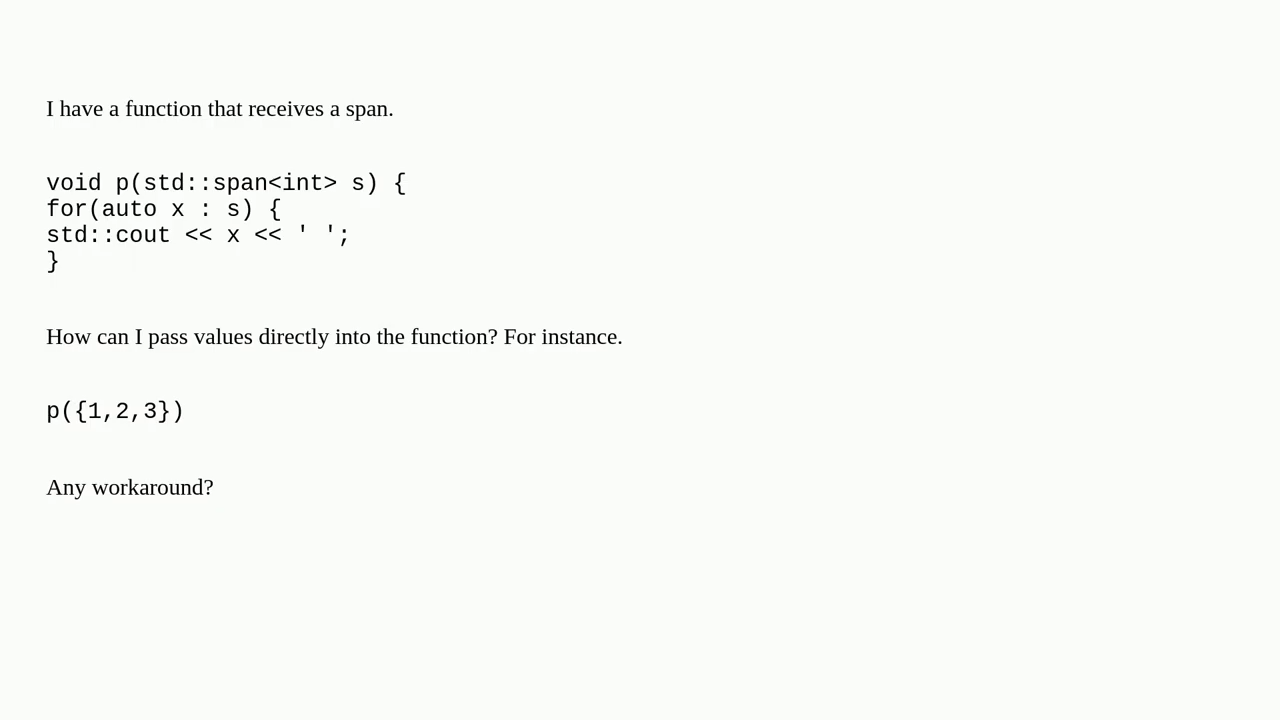 I have a function that receives a span.
void p(std::span<int> s) {
for(auto x : s) {
std::cout << x << ' ';
}
How can I pass values directly into the function? For instance.
p({1,2,3})
Any workaround?